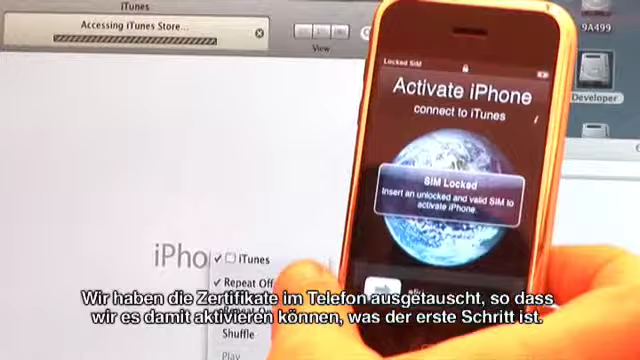 iTunes
Accessing iTunes Store...
View
9A499
Developer
Locked SIM
Activate iPhone
connect to iTunes
SIM Locked
Insert an unlocked and valid SIM to
activate iPhone.
iPho
✓ iTunes
✓ Repeat Off
Shuffle
Play
Wir haben die Zertifikate im Telefon ausgetauscht, so dass
wir es damit aktivieren können, was der erste Schritt ist.